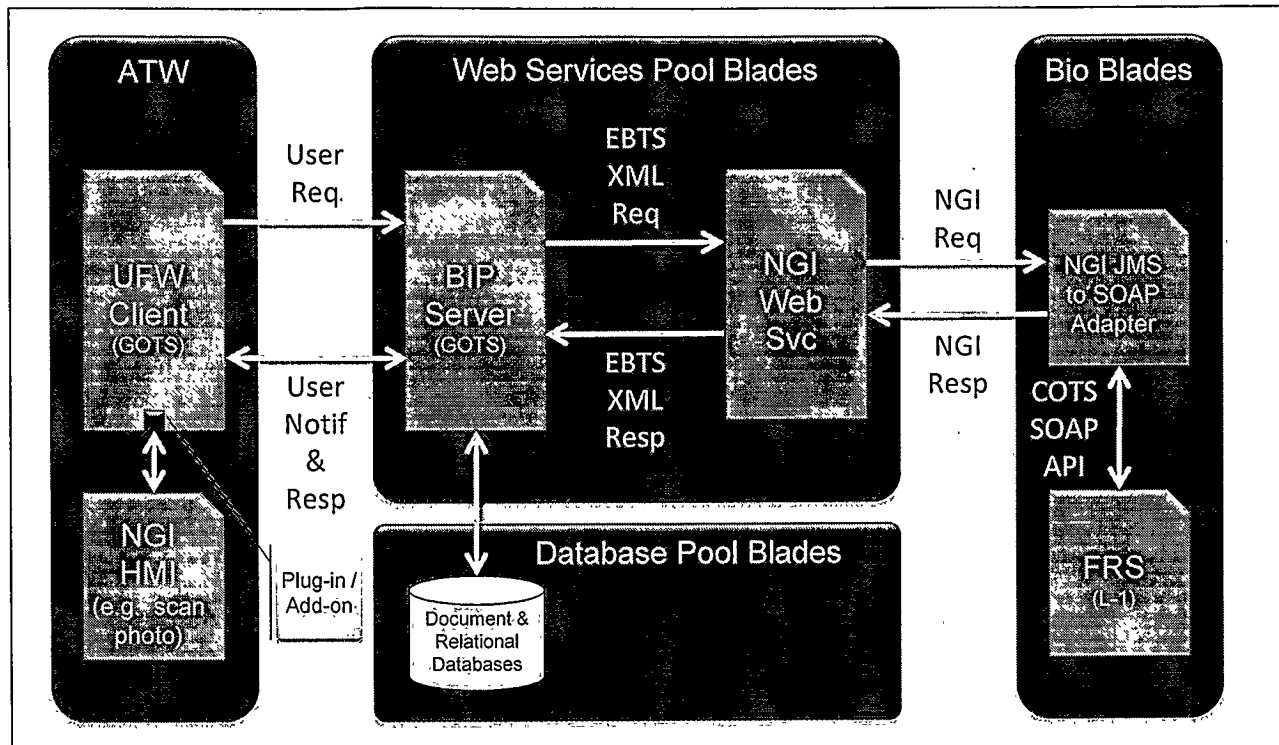 ATW
UFW
Client
(GOTS)
NGI
HMI
(e.g., scan
photo)
User
Req.
User
Notif
&
Resp
Plug-in /
Add-on
Web Services Pool Blades
BIP
Server
(GOTS)
EBTS
XML
Req
EBTS
XML
Resp
NGI
Web
Svc
Database Pool Blades
Document &
Relational
Databases
NGI
Req
NGI
Resp
Bio Blades
NGI JMS
to SOAP
Adapter
COTS
SOAP
API
FRS
(L-1)